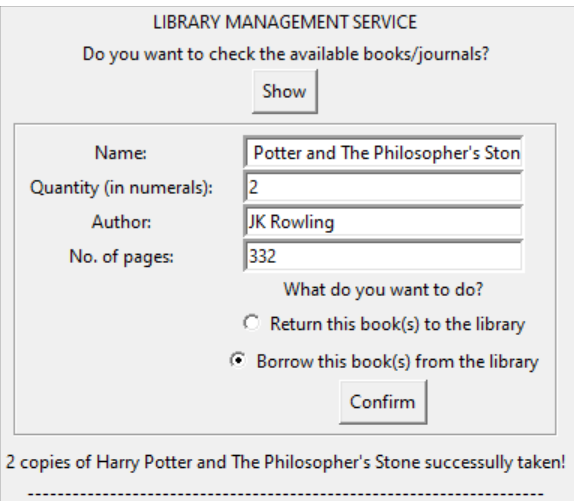 LIBRARY MANAGEMENT SERVICE
Do you want to check the available books/journals?
Show
Name: Potter and The Philosopher's Ston
Quantity (in numerals): 2
Author: JK Rowling
No. of pages: 332
What do you want to do?
Return this book(s) to the library
Borrow this book(s) from the library
Confirm
2 copies of Harry Potter and The Philosopher's Stone successully taken!
--------------------------------------------------------------------